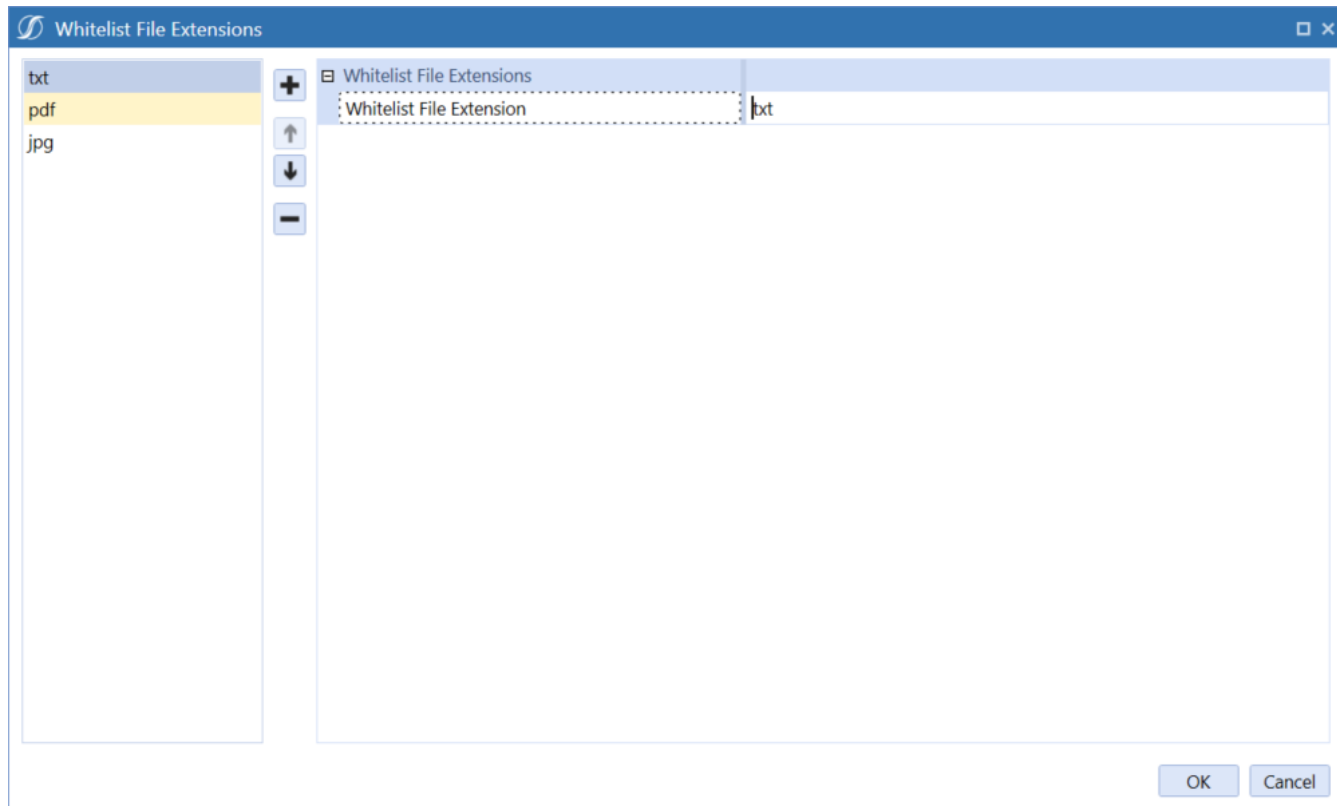 Whitelist File Extensions
txt
pdf
jpg
Whitelist File Extensions
Whitelist File Extension
txt
OK
Cancel